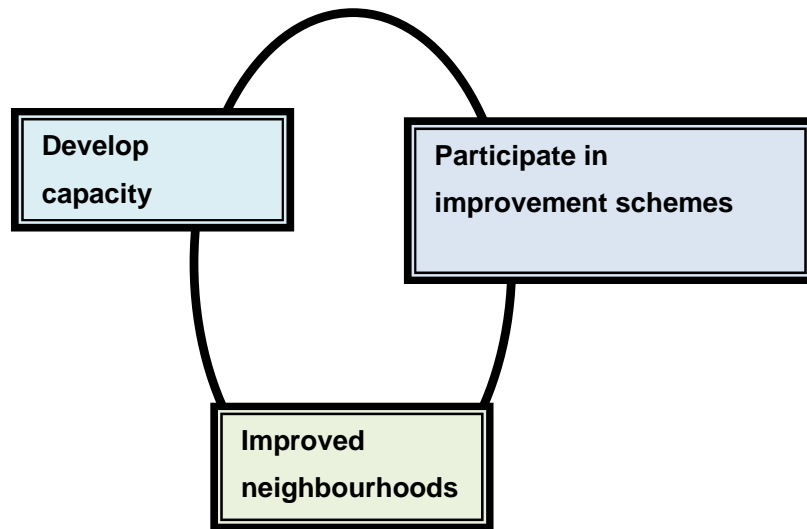 Develop
capacity
Participate in
improvement schemes
Improved
neighbourhoods